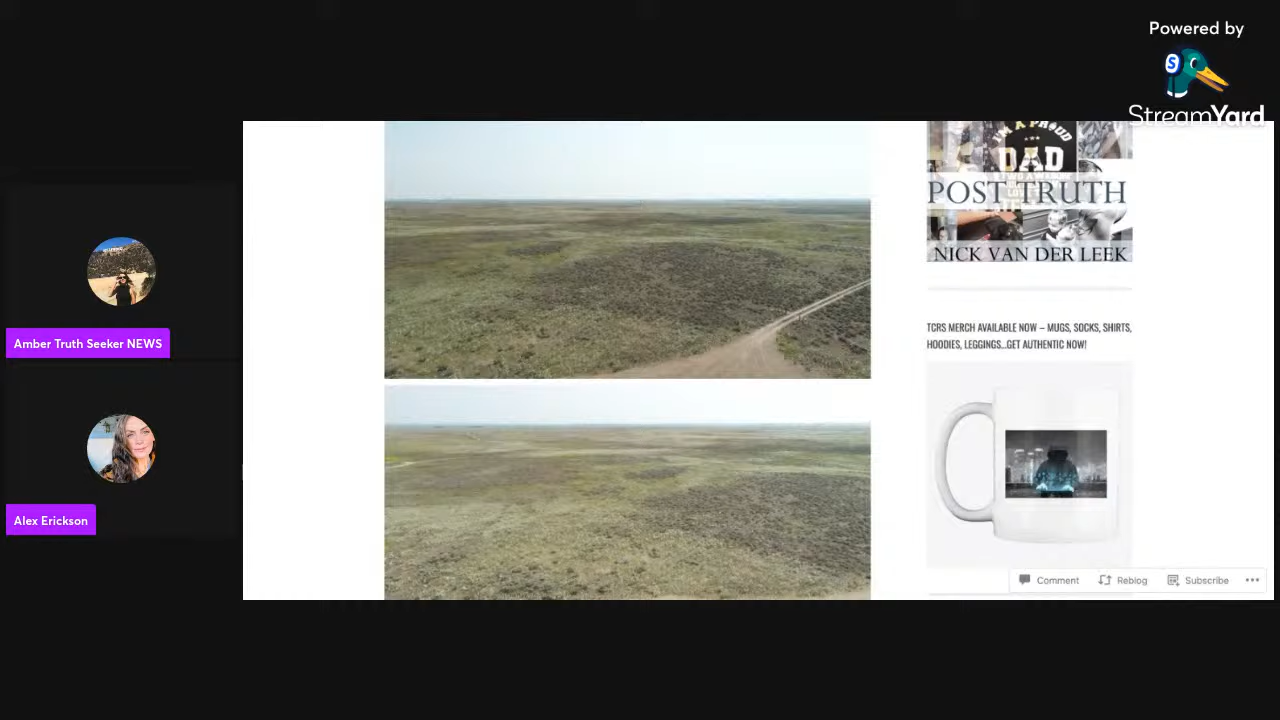 Powered by
StreamYard
I'M A PROUD
DAD
POST TRUTH
NICK VAN DER LEEK
TCRS MERCH AVAILABLE NOW – MUGS, SOCKS, SHIRTS,
HOODIES, LEGGINGS...GET AUTHENTIC NOW!
Amber Truth Seeker NEWS
Alex Erickson
Comment
Reblog
Subscribe